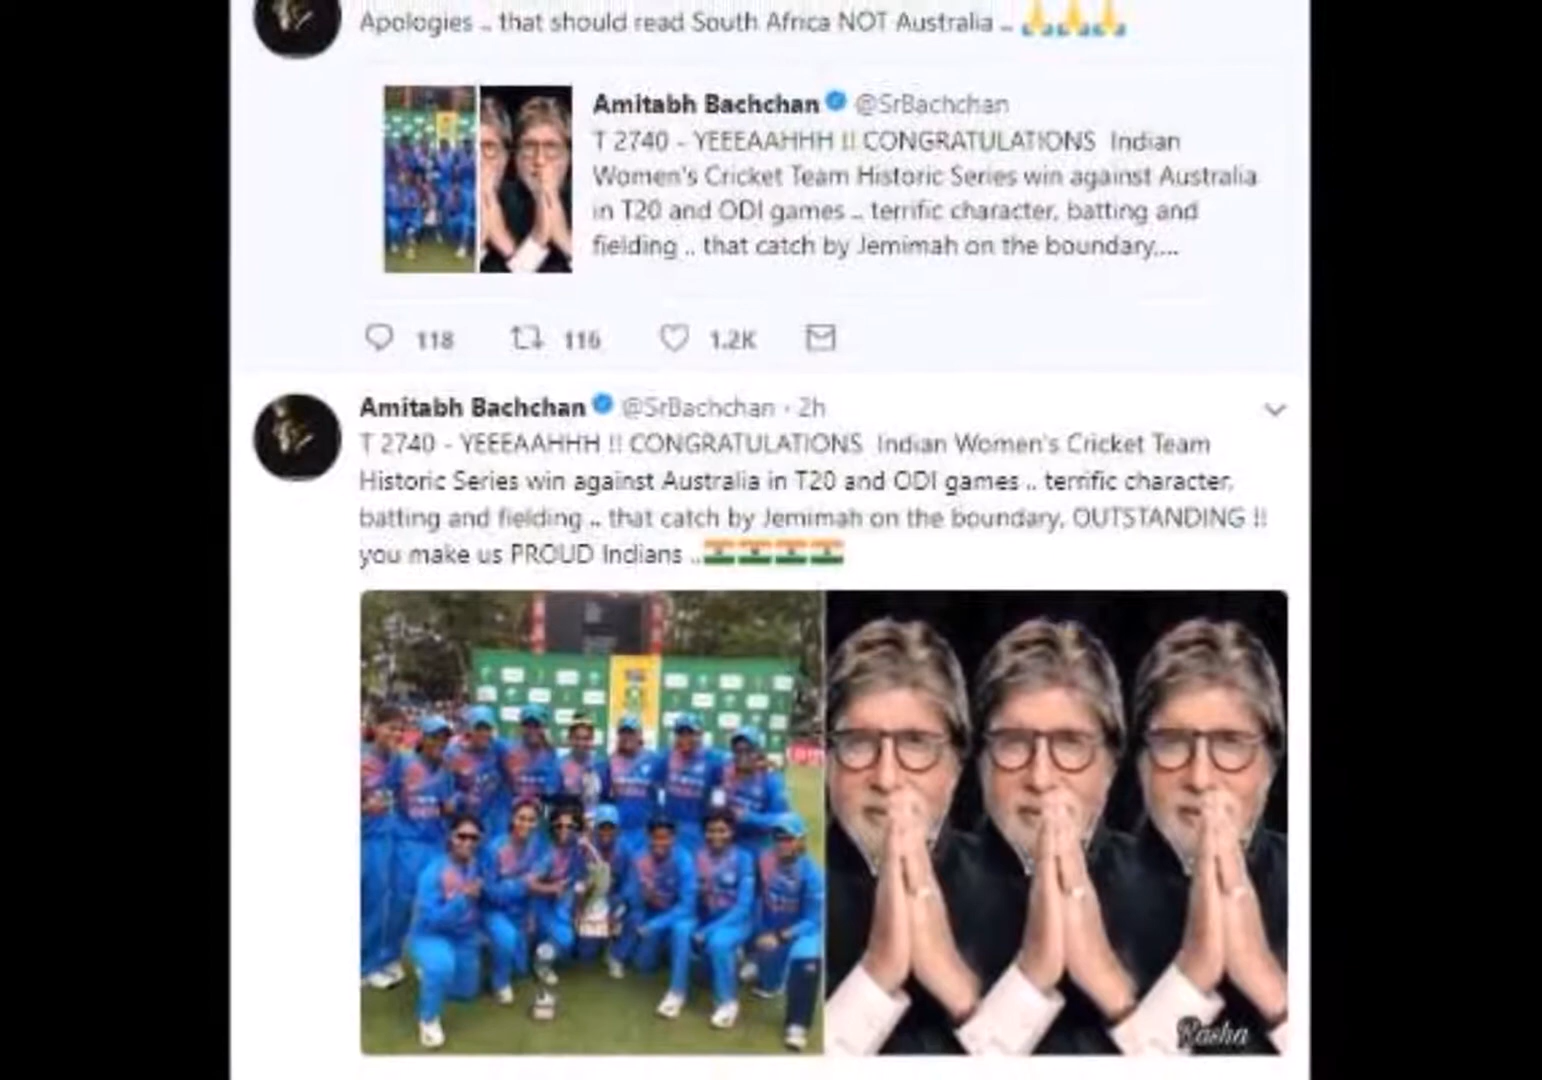 Apologies .. that should read South Africa NOT Australia ..
Amitabh Bachchan @SrBachchan
T 2740 - YEEEAAHHH !! CONGRATULATIONS Indian
Women's Cricket Team Historic Series win against Australia
in T20 and ODI games .. terrific character, batting and
fielding .. that catch by Jemimah on the boundary,...
118 116 1.2K
Amitabh Bachchan @SrBachchan · 2h
T 2740 - YEEEAAHHH !! CONGRATULATIONS Indian Women's Cricket Team
Historic Series win against Australia in T20 and ODI games .. terrific character,
batting and fielding .. that catch by Jemimah on the boundary, OUTSTANDING !!
you make us PROUD Indians ..
Rasha